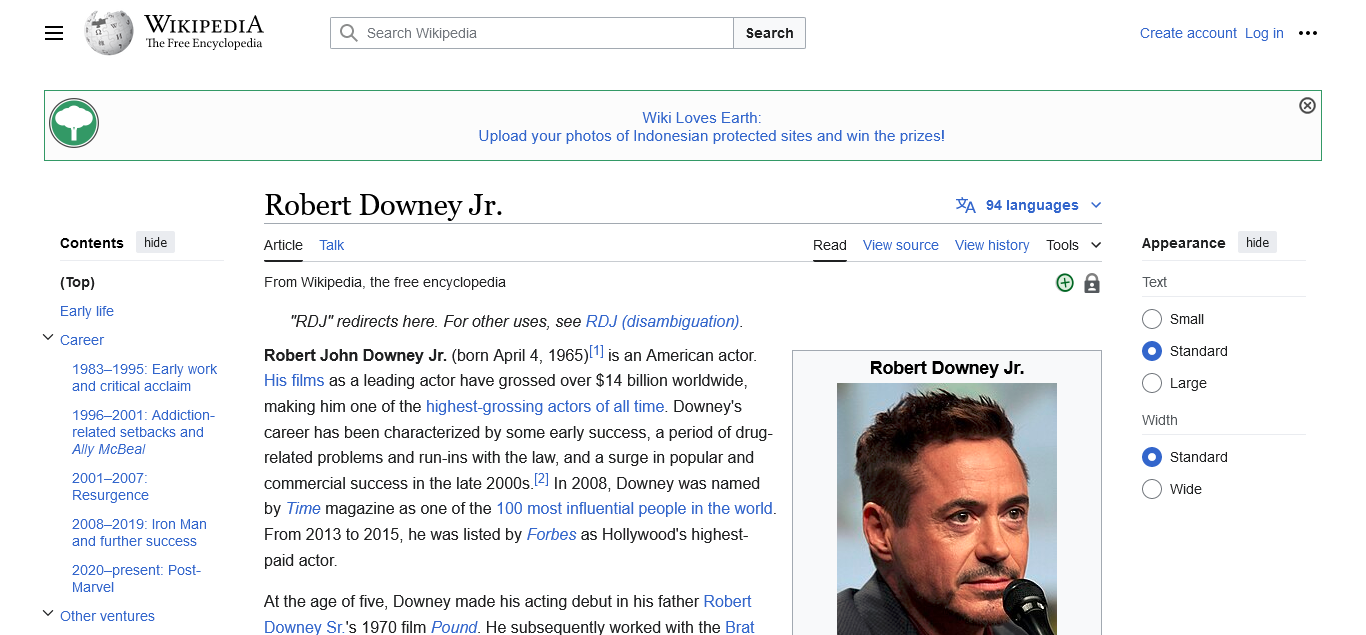 WIKIPEDIA
The Free Encyclopedia
Search Wikipedia
Search
Create account Log in
Wiki Loves Earth:
Upload your photos of Indonesian protected sites and win the prizes!
Contents hide
(Top)
Early life
Career
1983–1995: Early work
and critical acclaim
1996–2001: Addiction-
related setbacks and
Ally McBeal
2001–2007:
Resurgence
2008–2019: Iron Man
and further success
2020–present: Post-
Marvel
Other ventures
Robert Downey Jr.
94 languages
Article Talk
Read View source View history Tools
From Wikipedia, the free encyclopedia
"RDJ" redirects here. For other uses, see RDJ (disambiguation).
Robert John Downey Jr. (born April 4, 1965)[1] is an American actor.
His films as a leading actor have grossed over $14 billion worldwide,
making him one of the highest-grossing actors of all time. Downey's
career has been characterized by some early success, a period of drug-
related problems and run-ins with the law, and a surge in popular and
commercial success in the late 2000s.[2] In 2008, Downey was named
by Time magazine as one of the 100 most influential people in the world.
From 2013 to 2015, he was listed by Forbes as Hollywood's highest-
paid actor.
At the age of five, Downey made his acting debut in his father Robert
Downey Sr.'s 1970 film Pound. He subsequently worked with the Brat
Robert Downey Jr.
Appearance hide
Text
Small
Standard
Large
Width
Standard
Wide